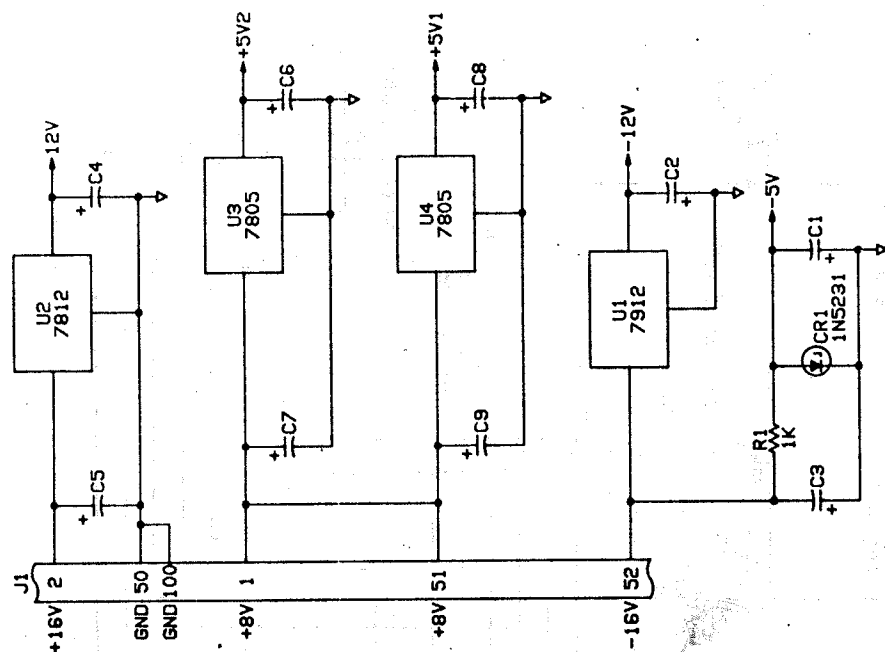 J1
+16V
2
GND 50
GND 100
+8V
1
+8V
51
-16V
52
C5
+
U2
7812
C4
+
12V
C7
+
U3
7805
C6
+
+5V2
C9
+
U4
7805
C8
+
+5V1
U1
7912
C2
+
-12V
C3
+
R1
1K
CR1
1N5231
C1
+
-5V